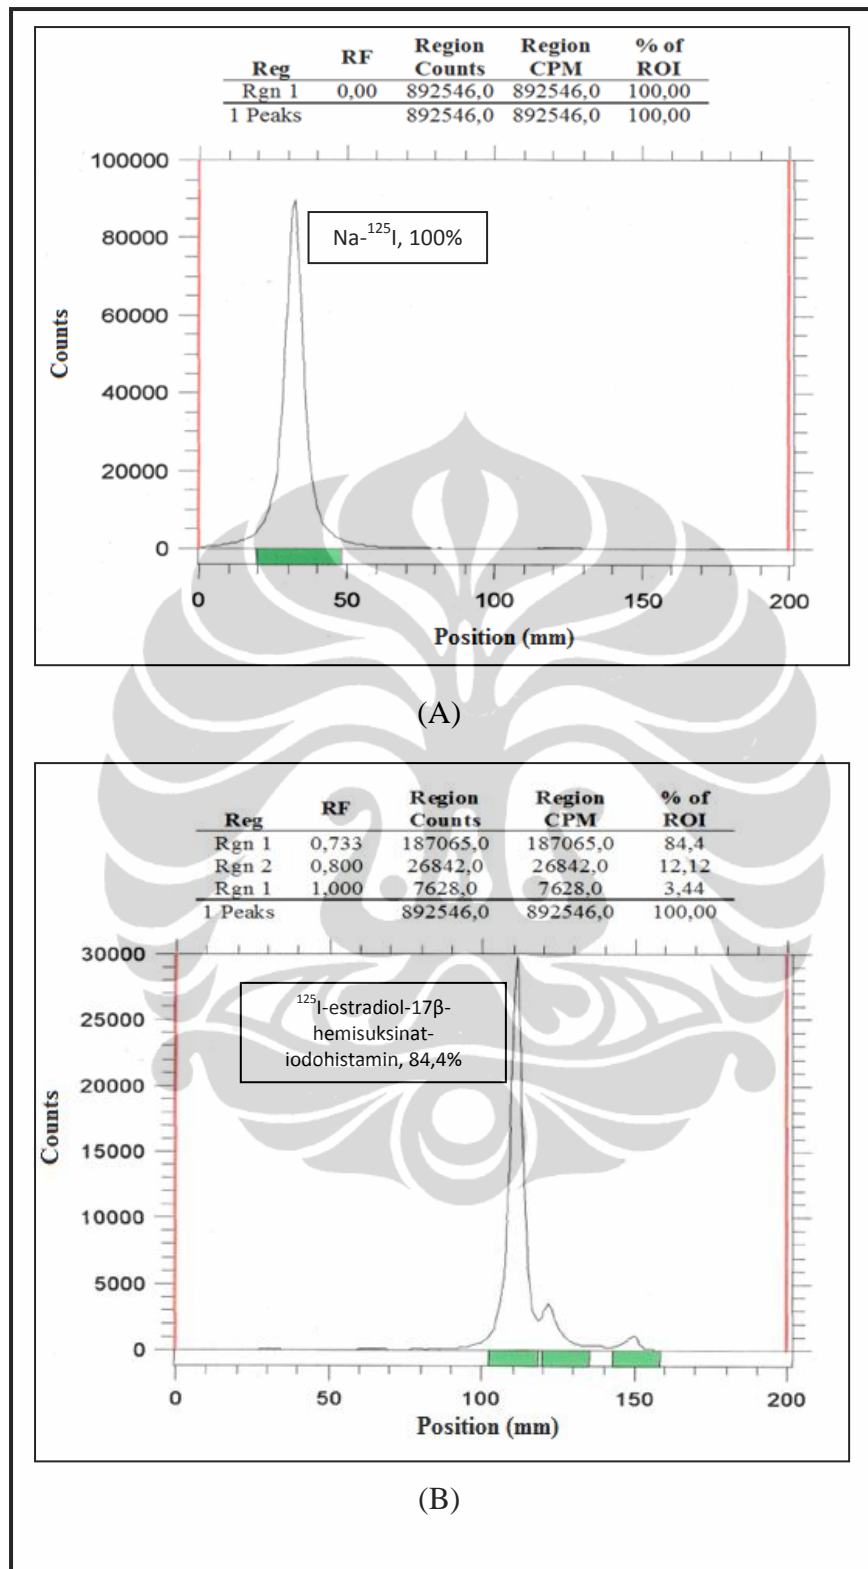 Reg RF Region Counts Region CPM % of ROI
Rgn 1 0,00 892546,0 892546,0 100,00
1 Peaks 892546,0 892546,0 100,00
100000
80000
60000
40000
20000
0
Counts
Na-¹²⁵I, 100%
0 50 100 150 200
Position (mm)
(A)
Reg RF Region Counts Region CPM % of ROI
Rgn 1 0,733 187065,0 187065,0 84,4
Rgn 2 0,800 26842,0 26842,0 12,12
Rgn 1 1,000 7628,0 7628,0 3,44
1 Peaks 892546,0 892546,0 100,00
30000
25000
20000
15000
10000
5000
0
Counts
¹²⁵I-estradiol-17β-
hemisuksinat-
iodohistamin, 84,4%
0 50 100 150 200
Position (mm)
(B)